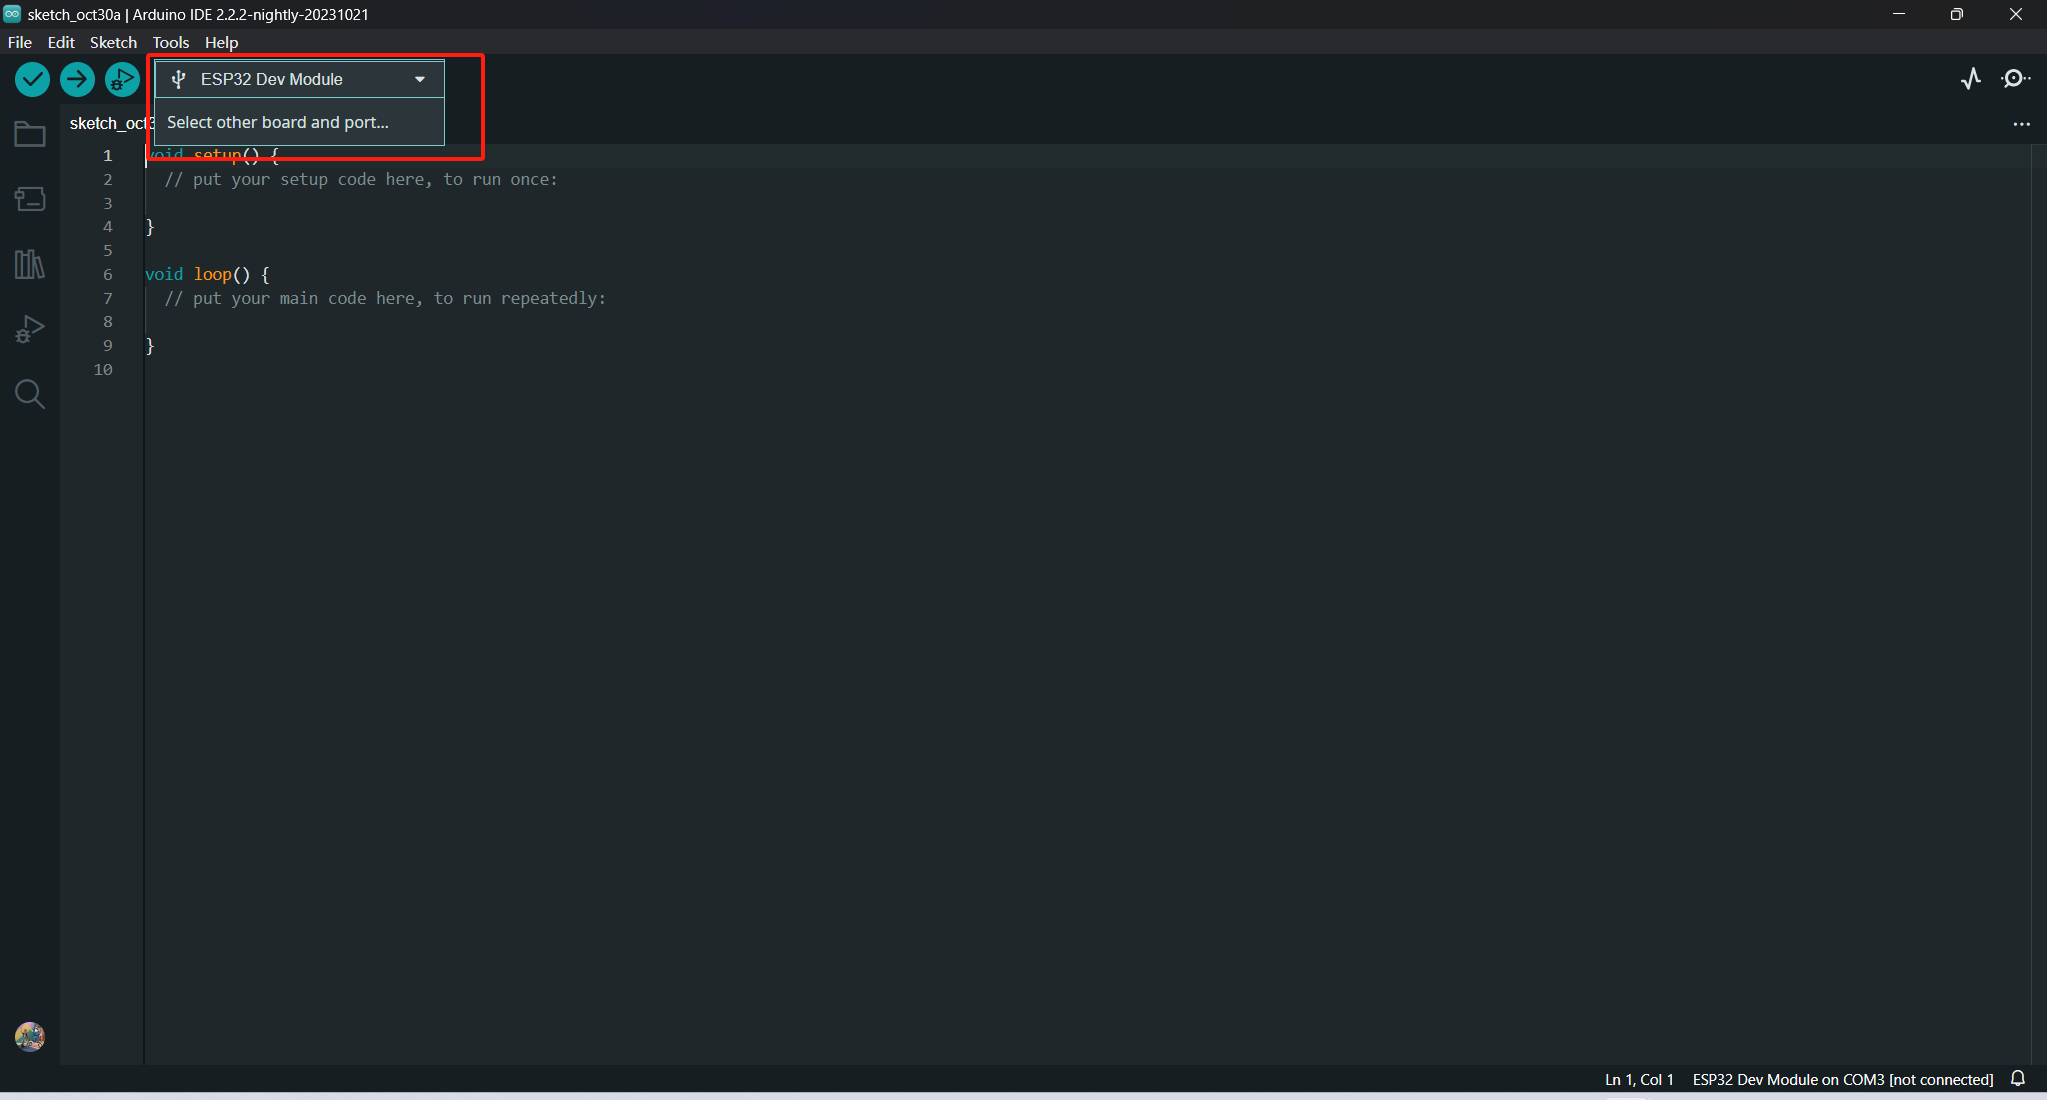 sketch_oct30a | Arduino IDE 2.2.2-nightly-20231021
File Edit Sketch Tools Help
ESP32 Dev Module
Select other board and port...
sketch_oct3
1 void setup() {
2 // put your setup code here, to run once:
3
4 }
5
6 void loop() {
7 // put your main code here, to run repeatedly:
8
9 }
10
Ln 1, Col 1 ESP32 Dev Module on COM3 [not connected]